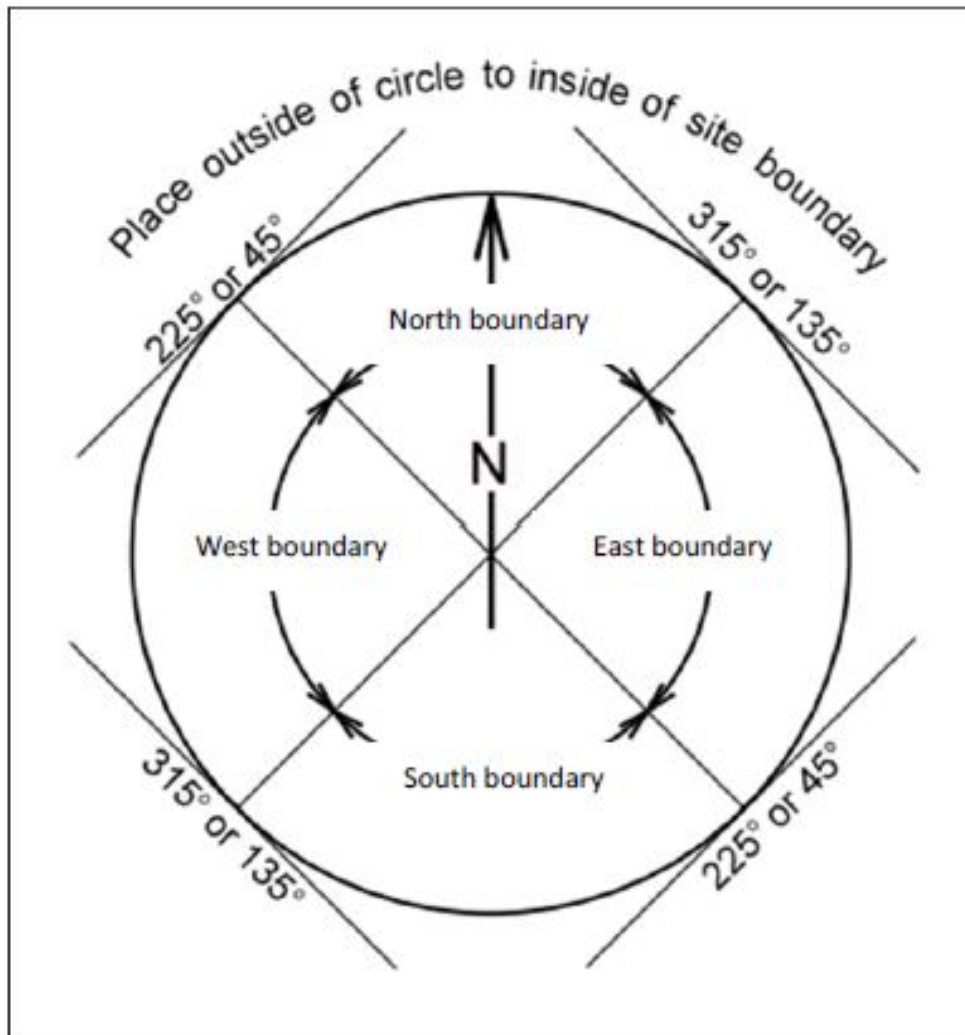 Place outside of circle to inside of site boundary
225° or 45°
315° or 135°
North boundary
N
West boundary
East boundary
South boundary
315° or 135°
225° or 45°